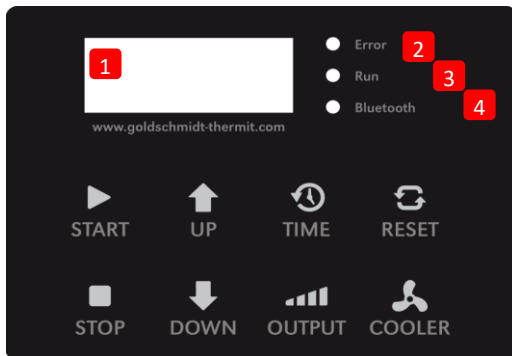 1
Error 2
Run 3
Bluetooth 4
www.goldschmidt-thermit.com
START UP TIME RESET
STOP DOWN OUTPUT COOLER